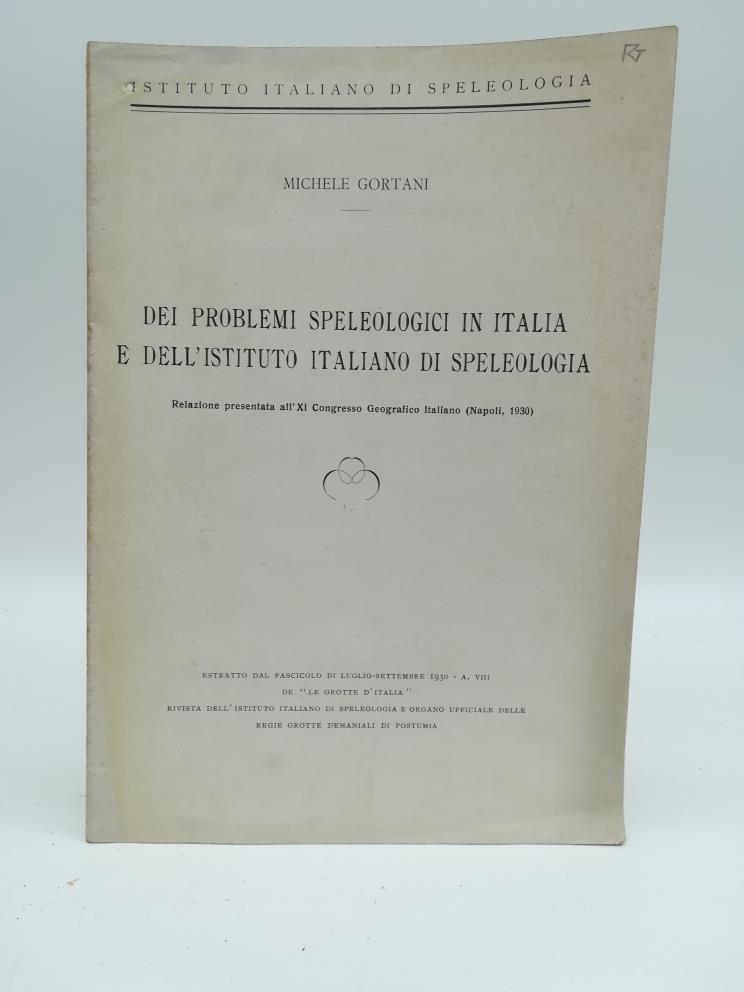 ISTITUTO ITALIANO DI SPELEOLOGIA
MICHELE GORTANI
DEI PROBLEMI SPELEOLOGICI IN ITALIA
E DELL'ISTITUTO ITALIANO DI SPELEOLOGIA
Relazione presentata all'XI Congresso Geografico Italiano (Napoli, 1930)
ESTRATTO DAL FASCICOLO DI LUGLIO-SETTEMBRE 1930 - A. VIII
DE "LE GROTTE D'ITALIA"
RIVISTA DELL'ISTITUTO ITALIANO DI SPELEOLOGIA E ORGANO UFFICIALE DELLE
REGIE GROTTE DEMANIALI DI POSTUMIA